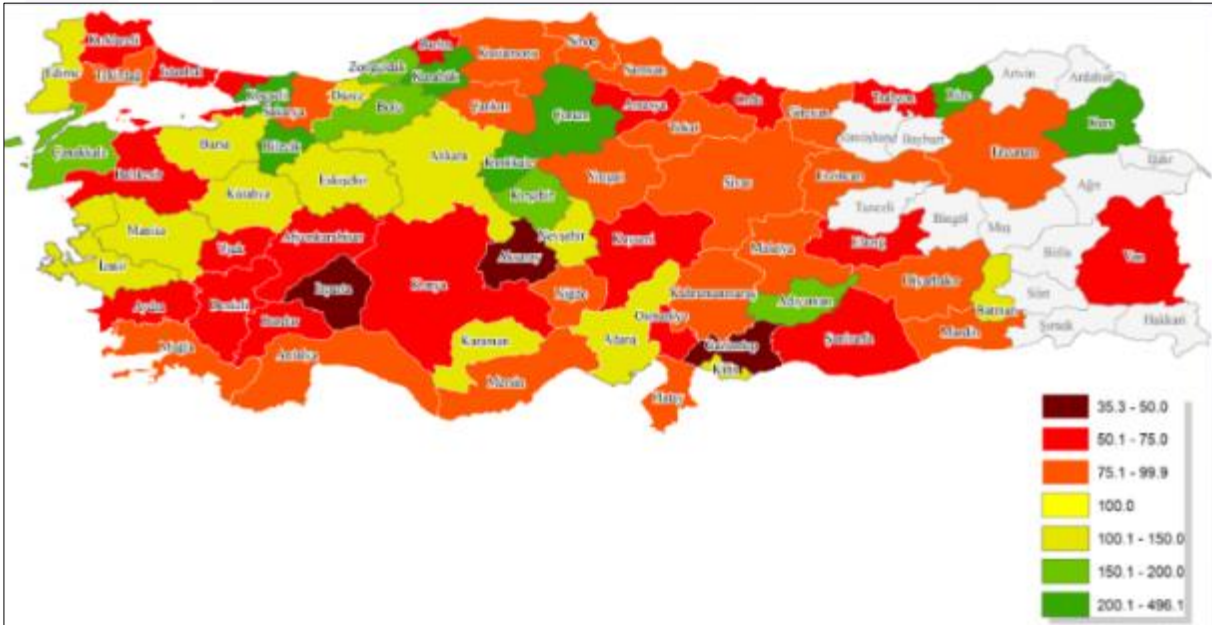 Kırklareli
Edirne
Tekirdağ
İstanbul
Kocaeli
Sakarya
Düzce
Zonguldak
Bolu
Bartın
Karabük
Kastamonu
Sinop
Samsun
Çankırı
Çorum
Amasya
Tokat
Ordu
Giresun
Trabzon
Rize
Artvin
Ardahan
Kars
Gümüşhane
Bayburt
Erzurum
Erzincan
Iğdır
Ağrı
Çanakkale
Balıkesir
Bursa
Bilecik
Kütahya
Eskişehir
Ankara
Kırıkkale
Kırşehir
Yozgat
Sivas
Tunceli
Bingöl
Muş
Bitlis
Van
Manisa
İzmir
Uşak
Afyonkarahisar
Aksaray
Nevşehir
Kayseri
Malatya
Elazığ
Diyarbakır
Batman
Siirt
Şırnak
Hakkari
Aydın
Denizli
Isparta
Burdur
Konya
Niğde
Kahramanmaraş
Adıyaman
Mardin
Muğla
Antalya
Karaman
Mersin
Adana
Osmaniye
Gaziantep
Kilis
Şanlıurfa
Hatay
35.3 - 50.0
50.1 - 75.0
75.1 - 99.9
100.0
100.1 - 150.0
150.1 - 200.0
200.1 - 496.1